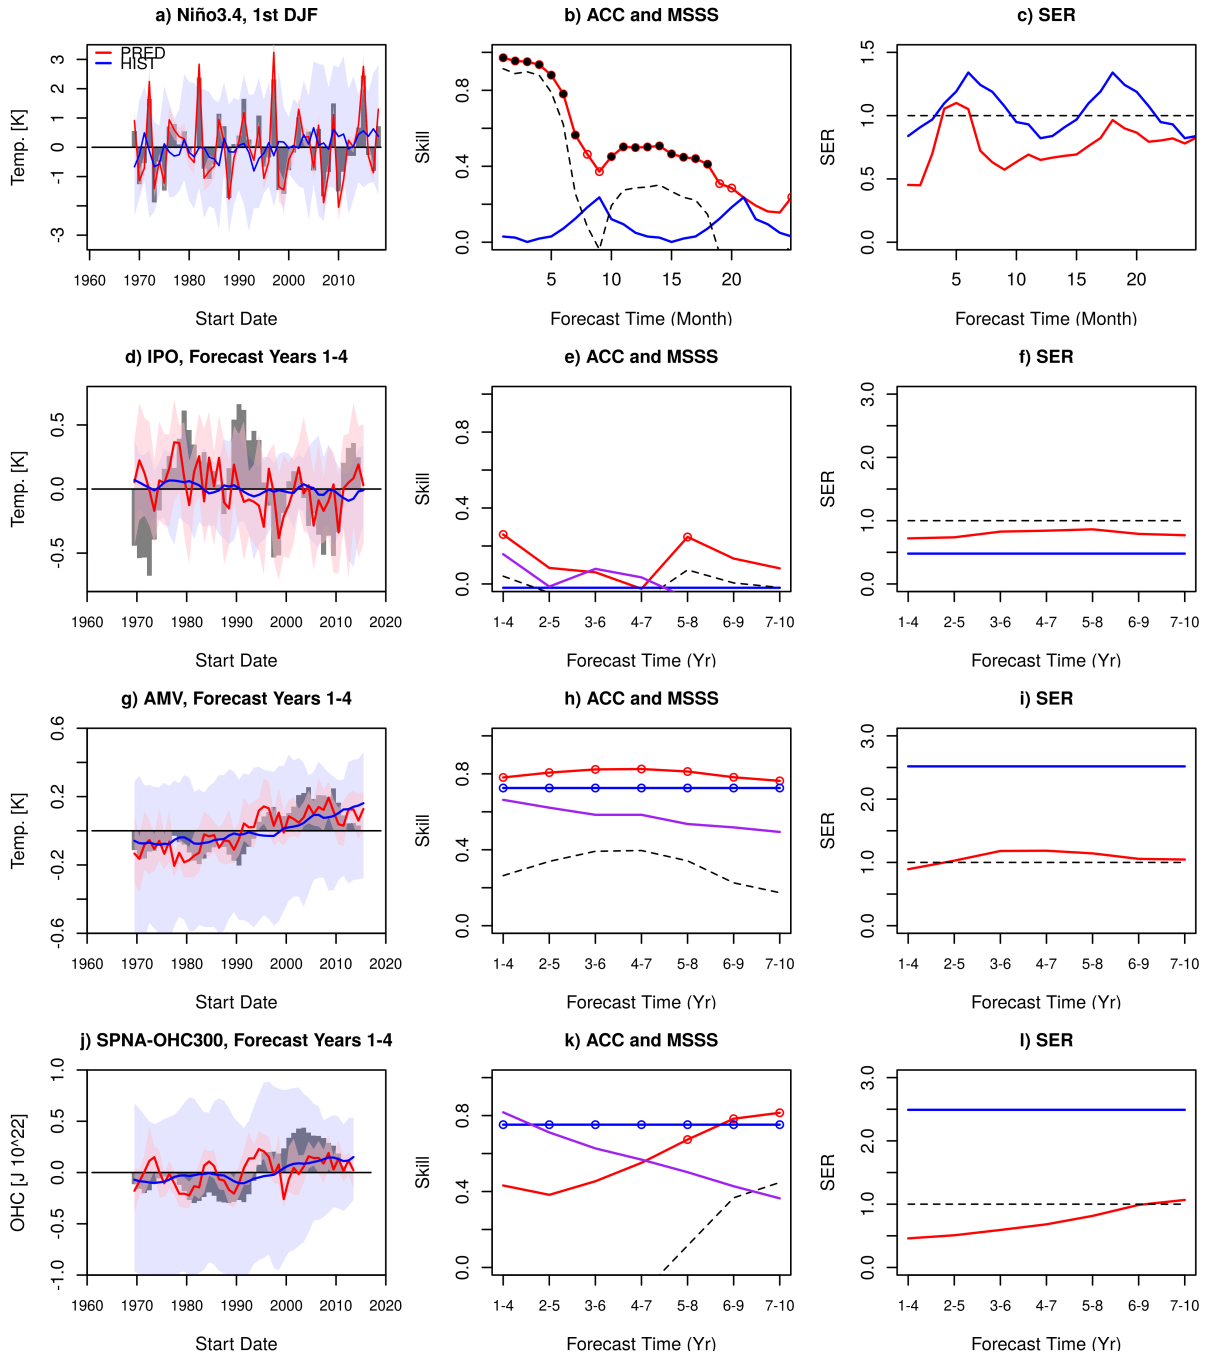 a) Niño3.4, 1st DJF
b) ACC and MSSS
c) SER
PRED
HIST
Temp. [K]
3
2
1
0
-1
-3
1960 1970 1980 1990 2000 2010
Start Date
Skill
0.8
0.4
0.0
5 10 15 20
Forecast Time (Month)
SER
1.5
1.0
0.5
0.0
5 10 15 20
Forecast Time (Month)
d) IPO, Forecast Years 1-4
e) ACC and MSSS
f) SER
Temp. [K]
0.5
0.0
0.5
1960 1970 1980 1990 2000 2010 2020
Start Date
Skill
0.8
0.4
0.0
1-4 2-5 3-6 4-7 5-8 6-9 7-10
Forecast Time (Yr)
SER
3.0
2.0
1.0
0.0
1-4 2-5 3-6 4-7 5-8 6-9 7-10
Forecast Time (Yr)
g) AMV, Forecast Years 1-4
h) ACC and MSSS
i) SER
Temp. [K]
0.6
0.2
-0.2
-0.6
1960 1970 1980 1990 2000 2010 2020
Start Date
Skill
0.8
0.4
0.0
1-4 2-5 3-6 4-7 5-8 6-9 7-10
Forecast Time (Yr)
SER
3.0
2.0
1.0
0.0
1-4 2-5 3-6 4-7 5-8 6-9 7-10
Forecast Time (Yr)
j) SPNA-OHC300, Forecast Years 1-4
k) ACC and MSSS
l) SER
OHC [J 10^22]
1.0
0.5
0.0
-0.5
-1.0
1960 1970 1980 1990 2000 2010 2020
Start Date
Skill
0.8
0.4
0.0
1-4 2-5 3-6 4-7 5-8 6-9 7-10
Forecast Time (Yr)
SER
3.0
2.0
1.0
0.0
1-4 2-5 3-6 4-7 5-8 6-9 7-10
Forecast Time (Yr)